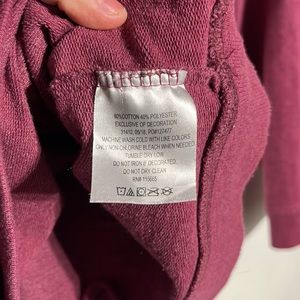 60%COTTON 40% POLYESTER
EXCLUSIVE OF DECORATION
MACHINE WASH COLD WITH LIKE COLORS
ONLY NON-CHLORINE BLEACH WHEN NEEDED
TUMBLE DRY LOW
DO NOT IRON IF DECORATED
DO NOT DRY CLEAN